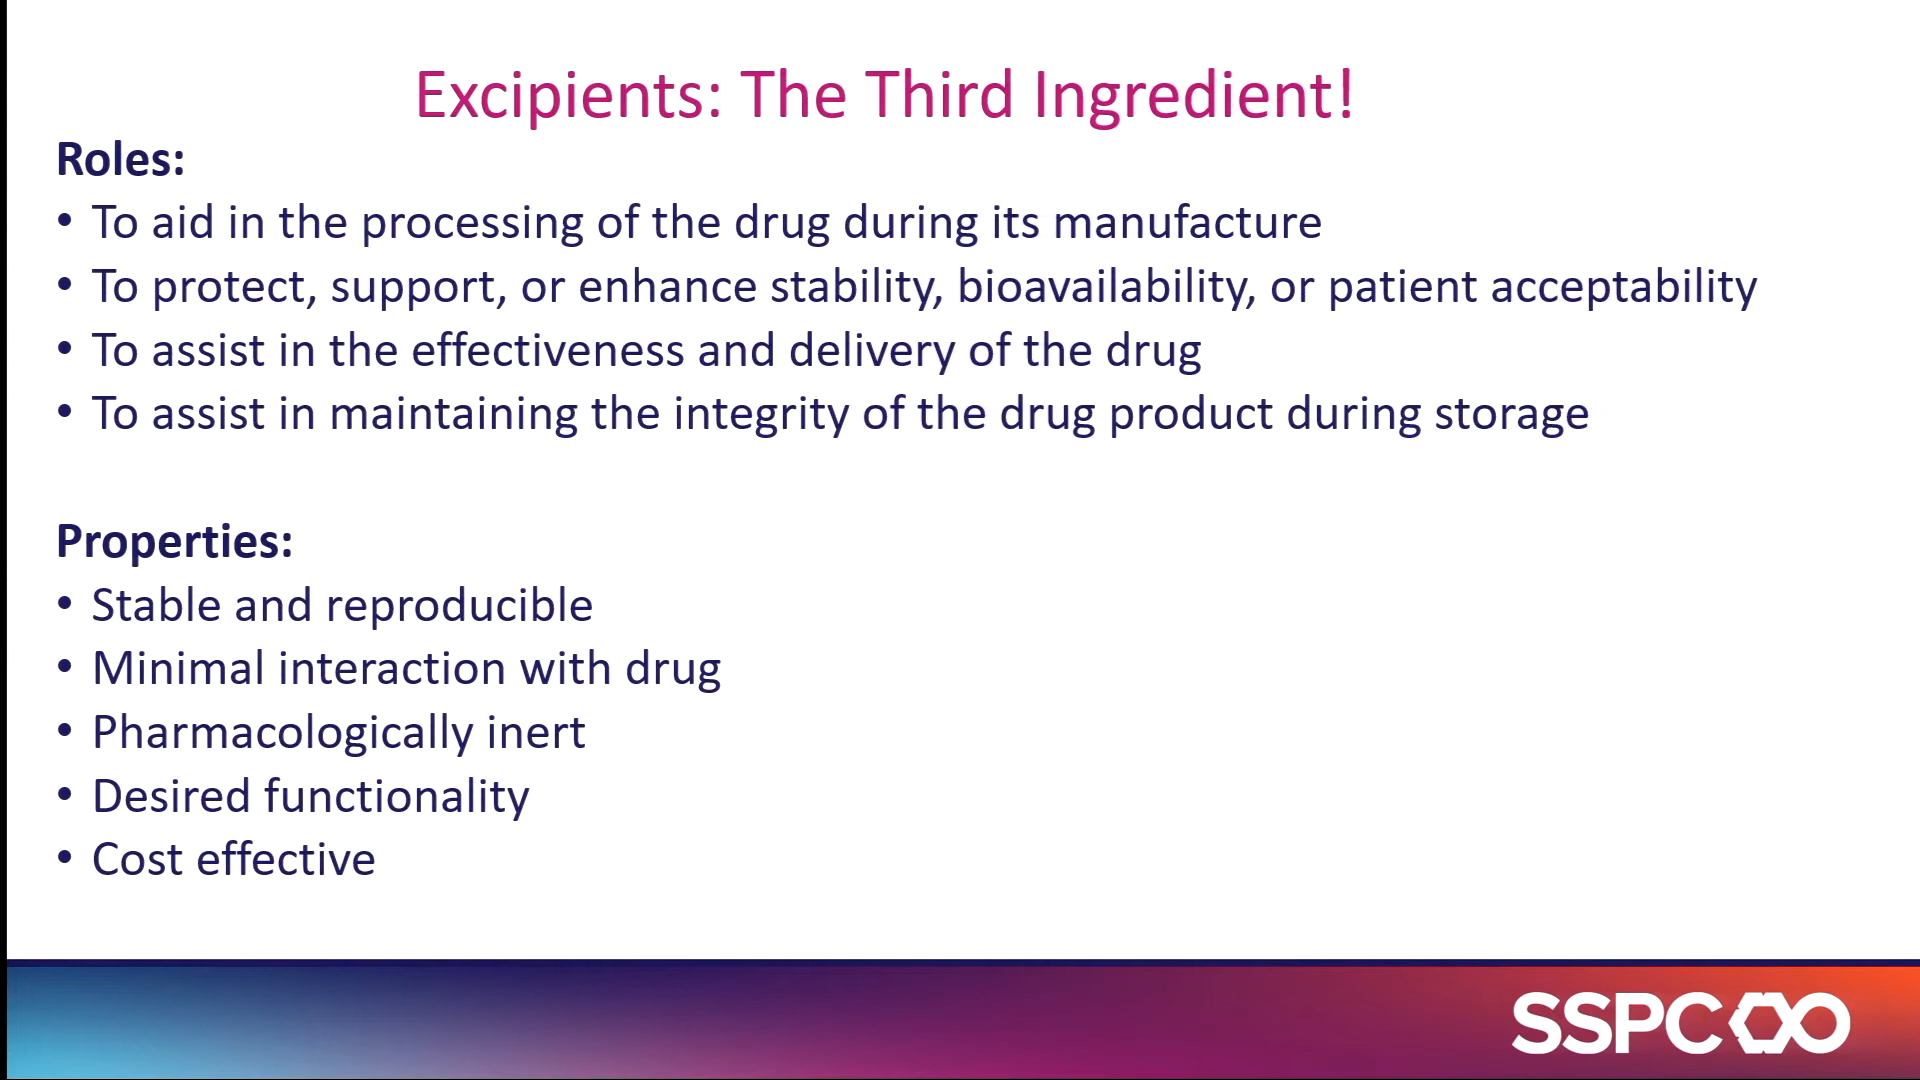 Excipients: The Third Ingredient!
Roles:
• To aid in the processing of the drug during its manufacture
• To protect, support, or enhance stability, bioavailability, or patient acceptability
• To assist in the effectiveness and delivery of the drug
• To assist in maintaining the integrity of the drug product during storage
Properties:
• Stable and reproducible
• Minimal interaction with drug
• Pharmacologically inert
• Desired functionality
• Cost effective
SSPC